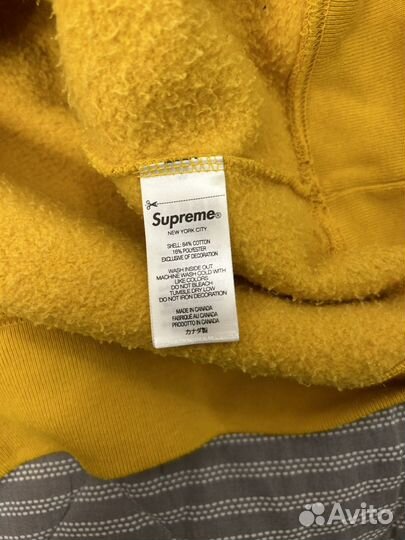 Supreme®
NEW YORK CITY
SHELL: 84% COTTON
16% POLYESTER
EXCLUSIVE OF DECORATION
WASH INSIDE OUT
MACHINE WASH COLD WITH
LIKE COLORS
DO NOT BLEACH
TUMBLE DRY LOW
DO NOT IRON DECORATION
MADE IN CANADA
FABRIQUÉ AU CANADA
PRODOTTO IN CANADA
カナダ製
Avito